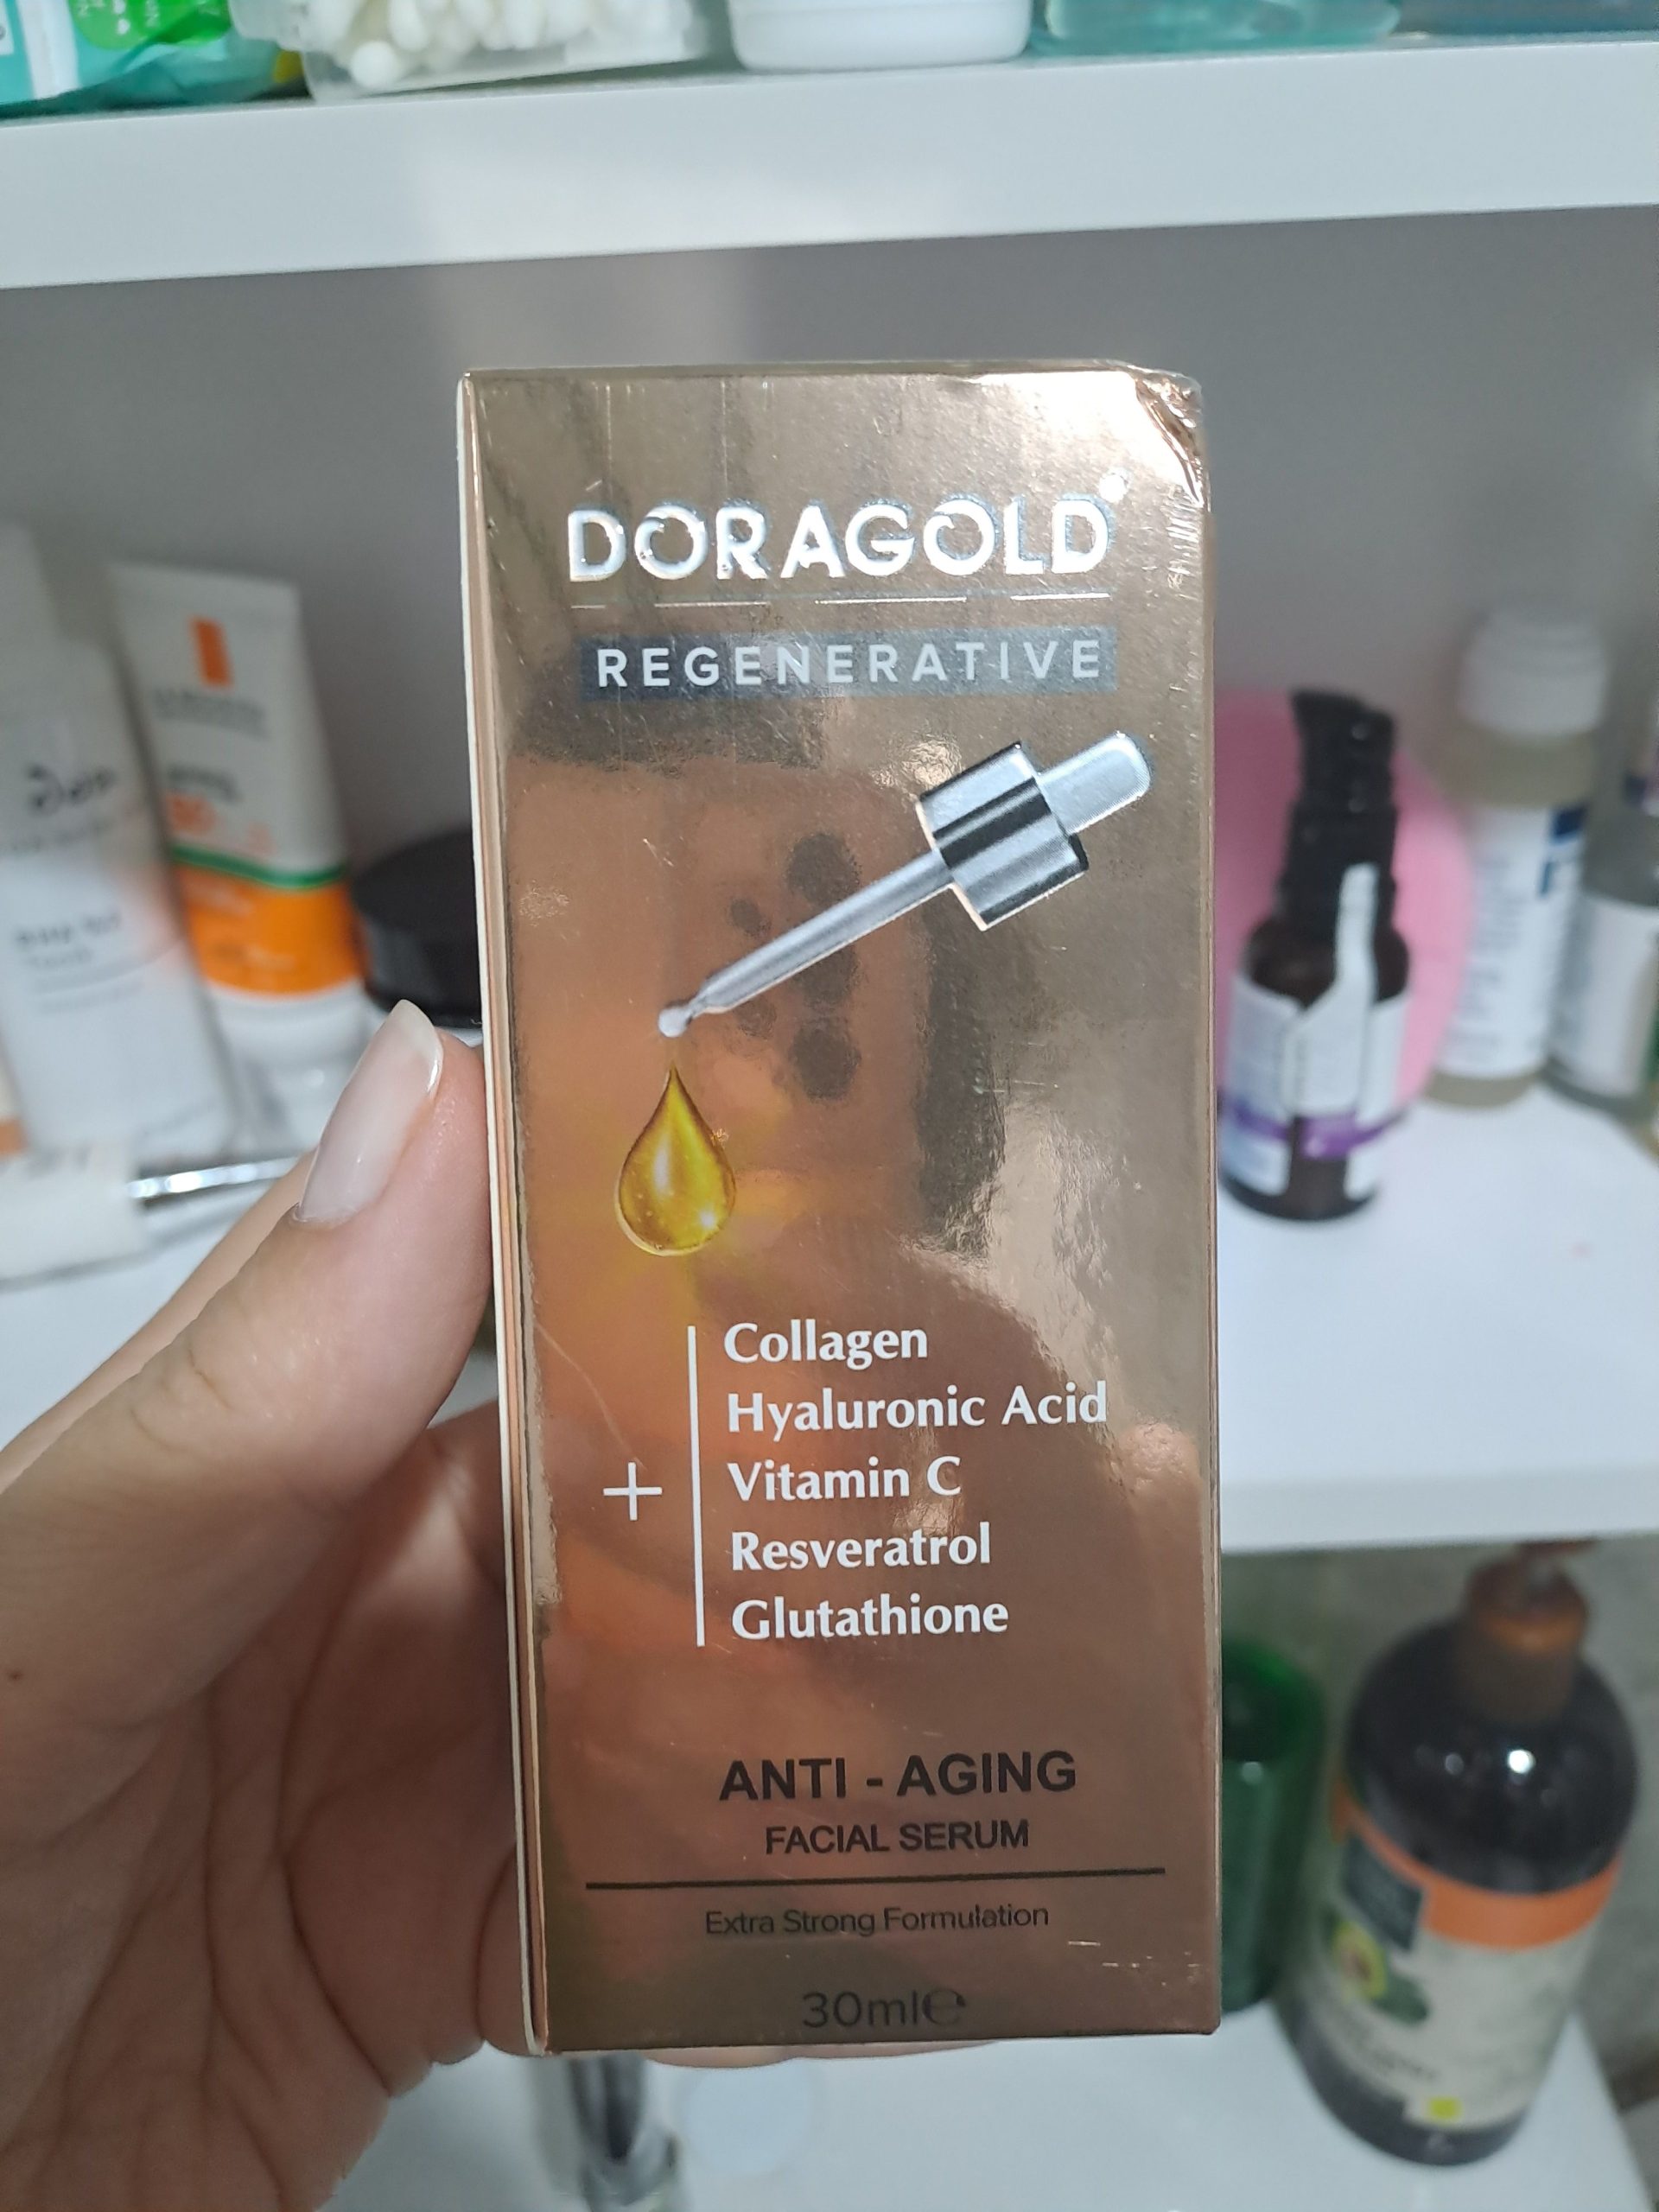 DORAGOLD
REGENERATIVE
Collagen
Hyaluronic Acid
+ Vitamin C
Resveratrol
Glutathione
ANTI - AGING
FACIAL SERUM
Extra Strong Formulation
30ml℮